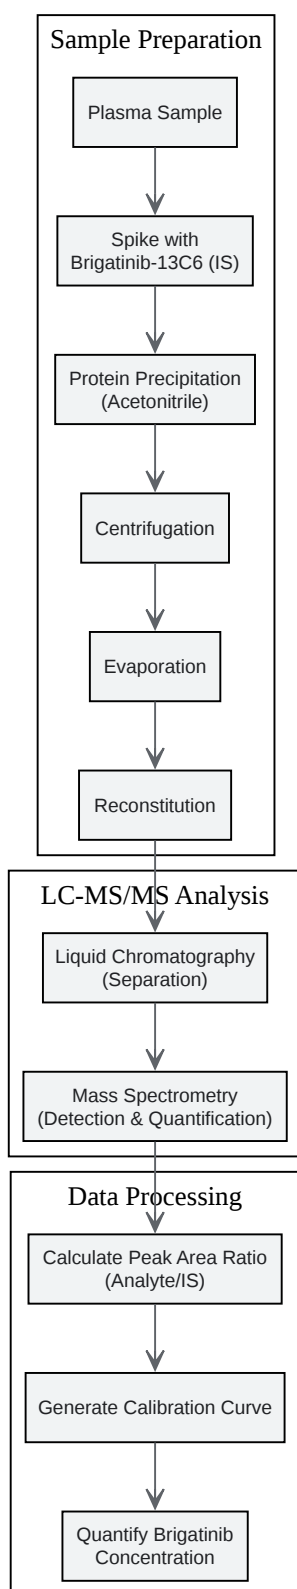 Sample Preparation
Plasma Sample
Spike with
Brigatinib-13C6 (IS)
Protein Precipitation
(Acetonitrile)
Centrifugation
Evaporation
Reconstitution
LC-MS/MS Analysis
Liquid Chromatography
(Separation)
Mass Spectrometry
(Detection & Quantification)
Data Processing
Calculate Peak Area Ratio
(Analyte/IS)
Generate Calibration Curve
Quantify Brigatinib
Concentration